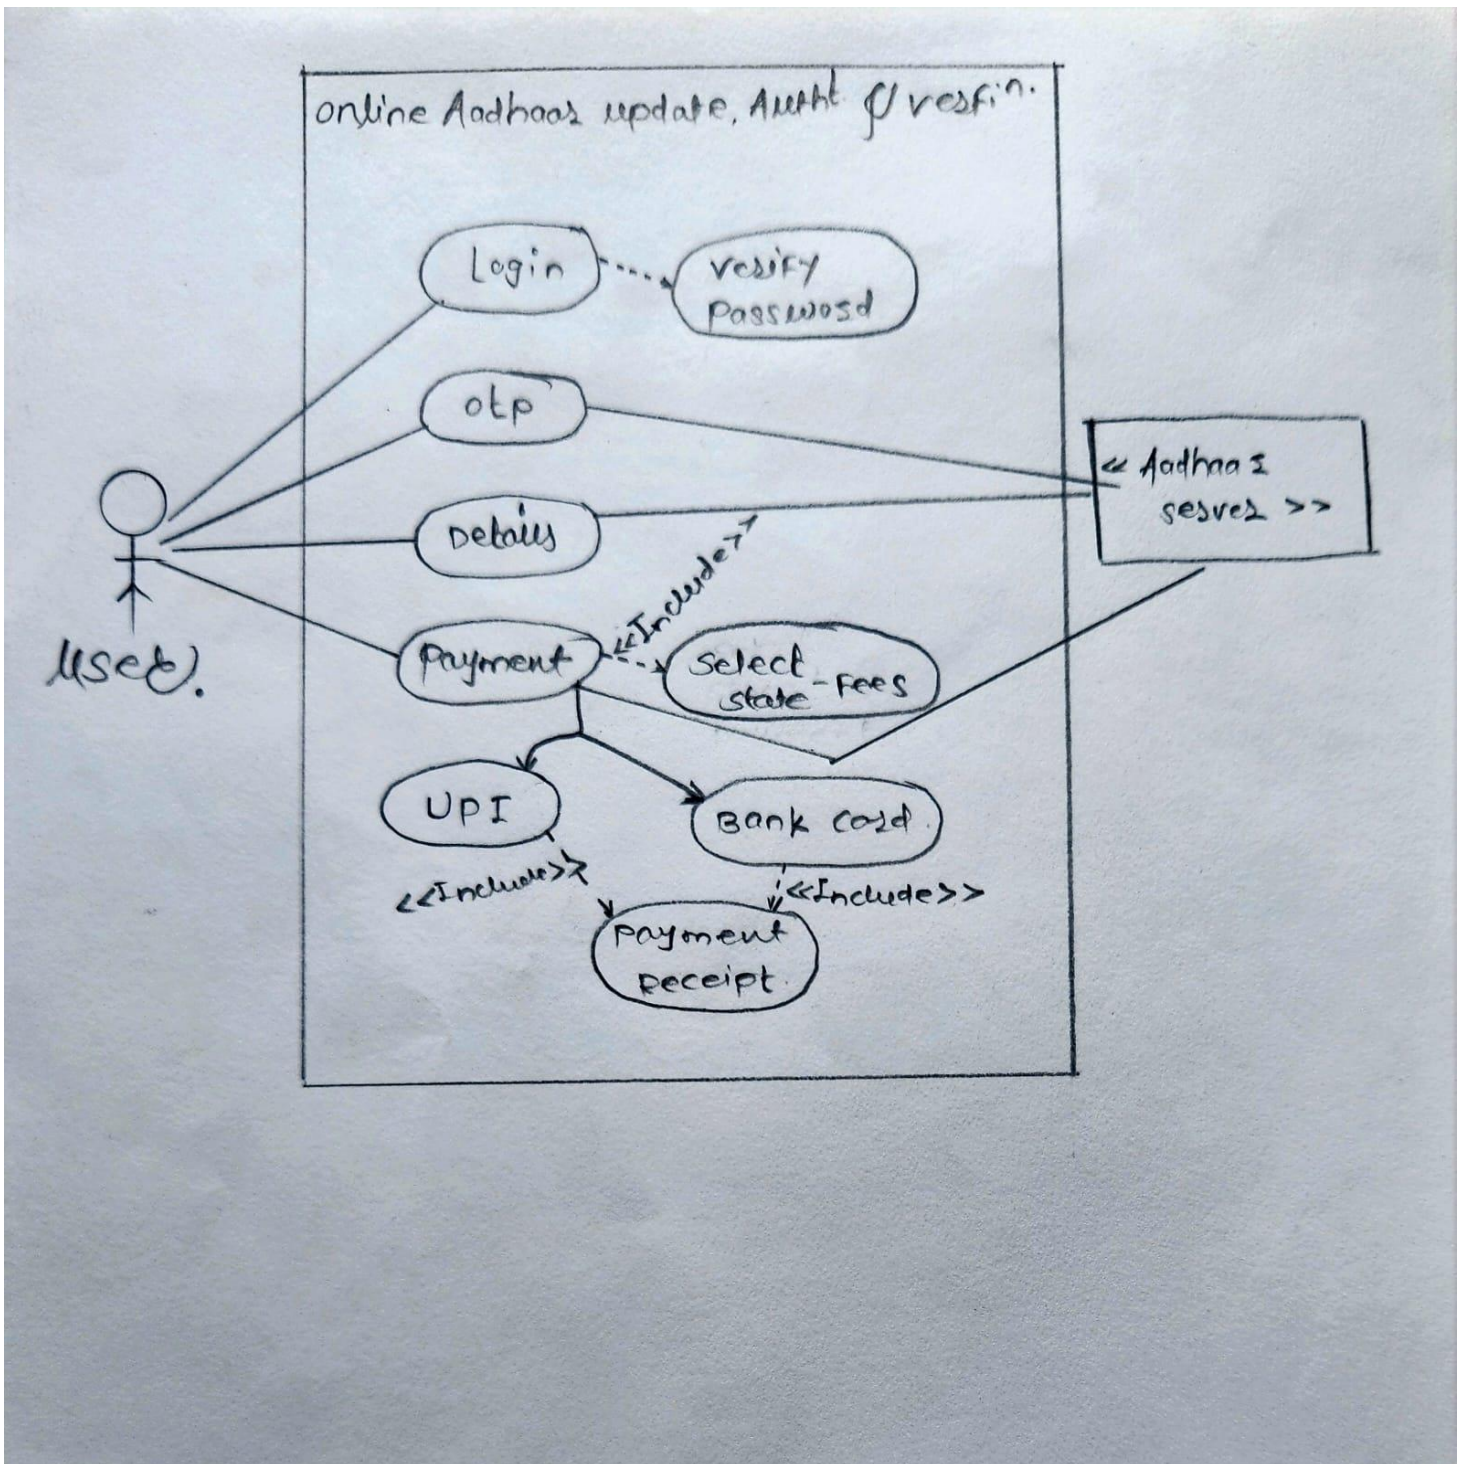 online Aadhaar update, Autht & verfin.
Login
verify
password
otp
<< Aadhaar
server >>
Details
<<Include>>
payment
select
state-Fees
user.
UPI
Bank card.
<<Include>>
<<Include>>
payment
Receipt.